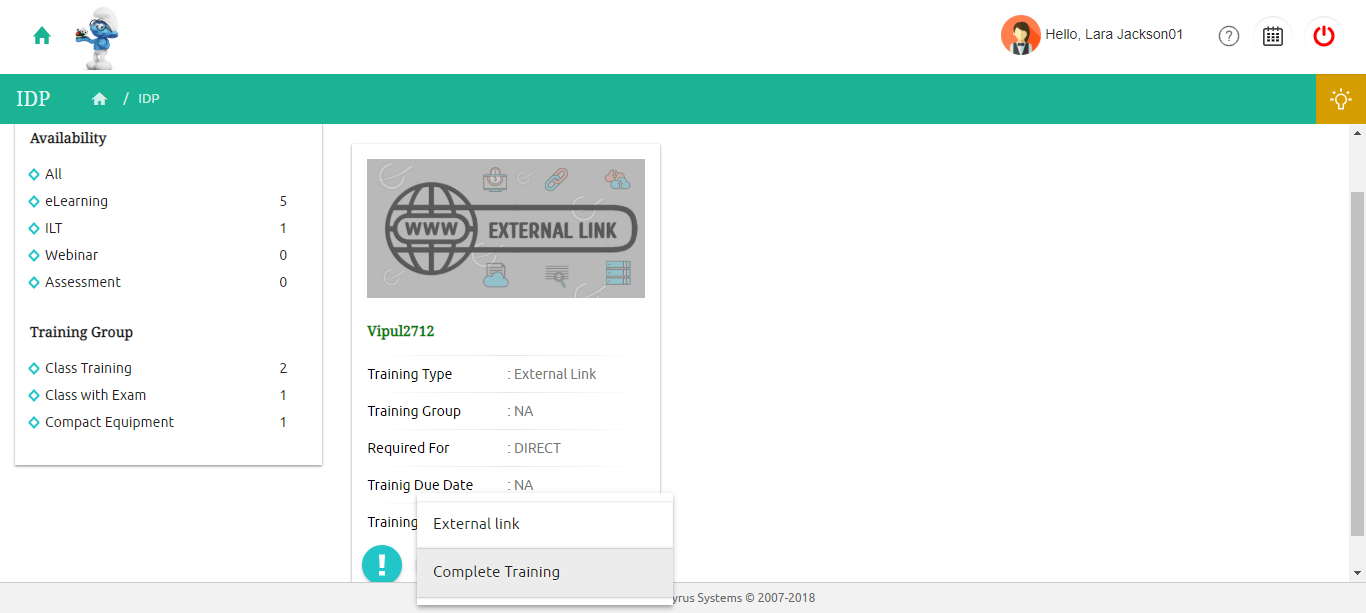 Hello, Lara Jackson01
IDP
/ IDP
Availability
All
eLearning 5
ILT 1
Webinar 0
Assessment 0
Training Group
Class Training 2
Class with Exam 1
Compact Equipment 1
WWW EXTERNAL LINK
Vipul2712
Training Type : External Link
Training Group : NA
Required For : DIRECT
Trainig Due Date : NA
Training
External link
Complete Training
yrus Systems © 2007-2018